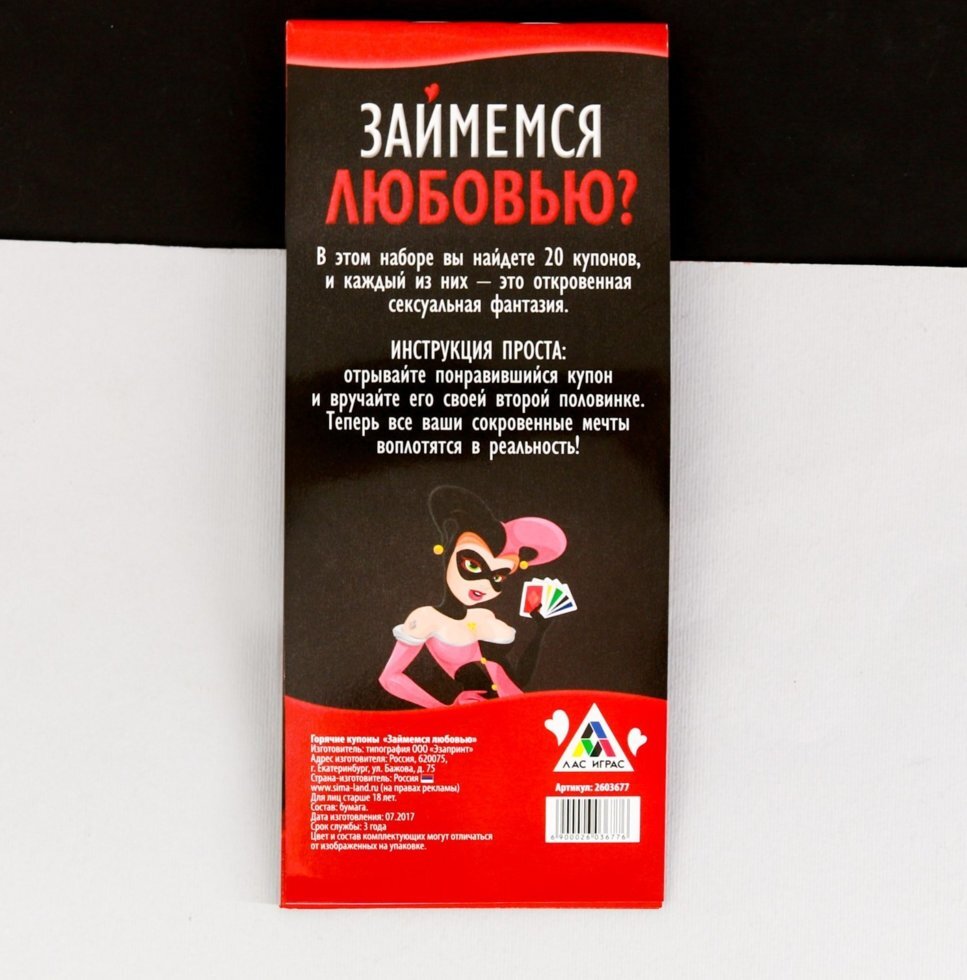 ЗАЙМЕМСЯ
ЛЮБОВЬЮ?
В этом наборе вы найдете 20 купонов,
и каждый из них — это откровенная
сексуальная фантазия.
ИНСТРУКЦИЯ ПРОСТА:
отрывайте понравившийся купон
и вручайте его своей второй половинке.
Теперь все ваши сокровенные мечты
воплотятся в реальность!
Горячие купоны «Займемся любовью»
Изготовитель: типография ООО «Эзапринт»
Адрес изготовителя: Россия, 620075,
г. Екатеринбург, ул. Бажова, д. 75
Страна-изготовитель: Россия
www.sima-land.ru (на правах рекламы)
Для лиц старше 18 лет.
Состав: бумага.
Дата изготовления: 07.2017
Срок службы: 3 года
Цвет и состав комплектующих могут отличаться
от изображенных на упаковке.
ЛАС ИГРАС
Артикул: 2603677
6 900026 036776